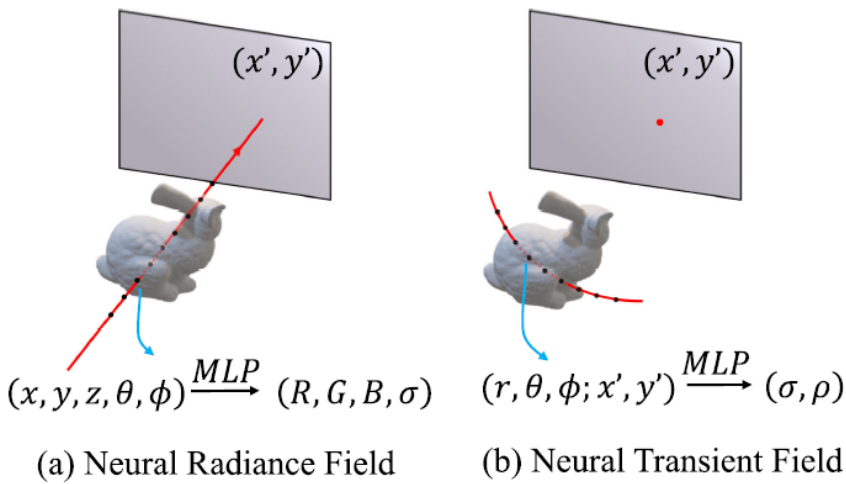 (x', y')
(x, y, z, θ, ϕ) MLP (R, G, B, σ)
(a) Neural Radiance Field
(x', y')
(r, θ, ϕ; x', y') MLP (σ, ρ)
(b) Neural Transient Field